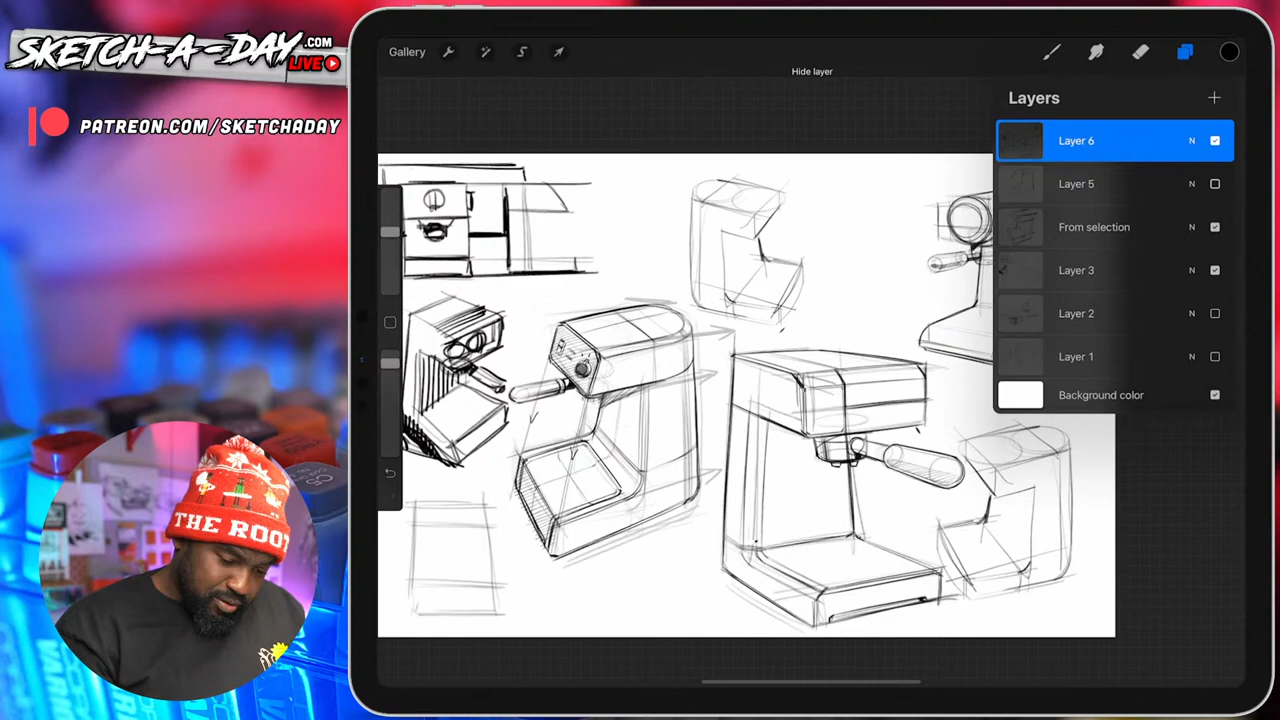 SKETCH-A-DAY.COM
LIVE
PATREON.COM/SKETCHADAY
Gallery
Hide layer
Layers
Layer 6
N
Layer 5
N
From selection
N
Layer 3
N
Layer 2
N
Layer 1
N
Background color
THE ROOT